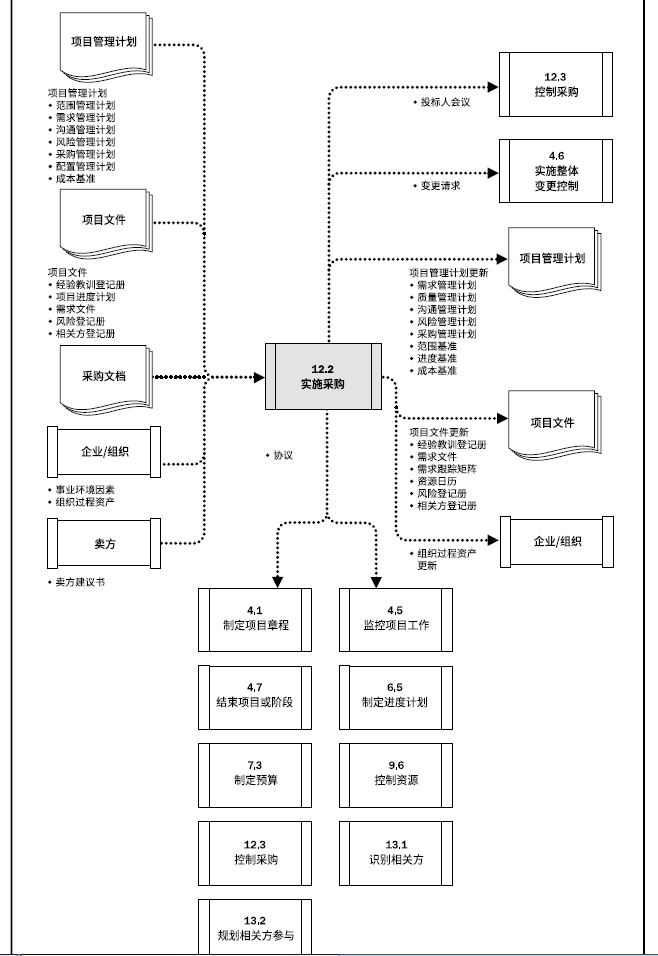 项目管理计划
项目管理计划
• 范围管理计划
• 需求管理计划
• 沟通管理计划
• 风险管理计划
• 采购管理计划
• 配置管理计划
• 成本基准
项目文件
项目文件
• 经验教训登记册
• 项目进度计划
• 需求文件
• 风险登记册
• 相关方登记册
采购文档
企业/组织
• 事业环境因素
• 组织过程资产
卖方
• 卖方建议书
12.2
实施采购
• 投标人会议
12.3
控制采购
• 变更请求
4.6
实施整体
变更控制
项目管理计划
项目管理计划更新
• 需求管理计划
• 质量管理计划
• 沟通管理计划
• 风险管理计划
• 采购管理计划
• 范围基准
• 进度基准
• 成本基准
项目文件
项目文件更新
• 经验教训登记册
• 需求文件
• 需求跟踪矩阵
• 资源日历
• 风险登记册
• 相关方登记册
企业/组织
• 组织过程资产
更新
• 协议
4,1
制定项目章程
4,5
监控项目工作
4,7
结束项目或阶段
6,5
制定进度计划
7,3
制定预算
9,6
控制资源
12.3
控制采购
13.1
识别相关方
13.2
规划相关方参与